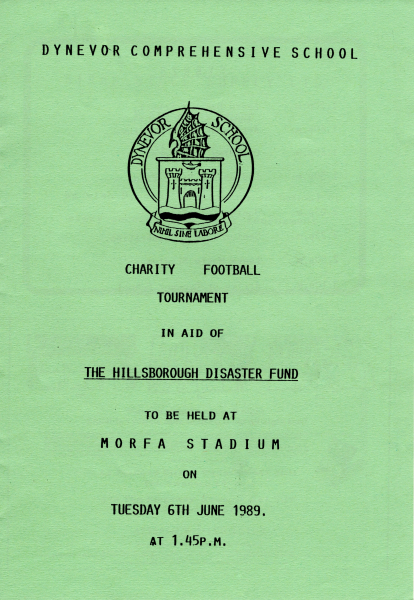 DYNEVOR COMPREHENSIVE SCHOOL
DYNEVOR SCHOOL
NIHIL SINE LABORE
CHARITY FOOTBALL
TOURNAMENT
IN AID OF
THE HILLSBOROUGH DISASTER FUND
TO BE HELD AT
MORFA STADIUM
ON
TUESDAY 6TH JUNE 1989.
AT 1.45P.M.